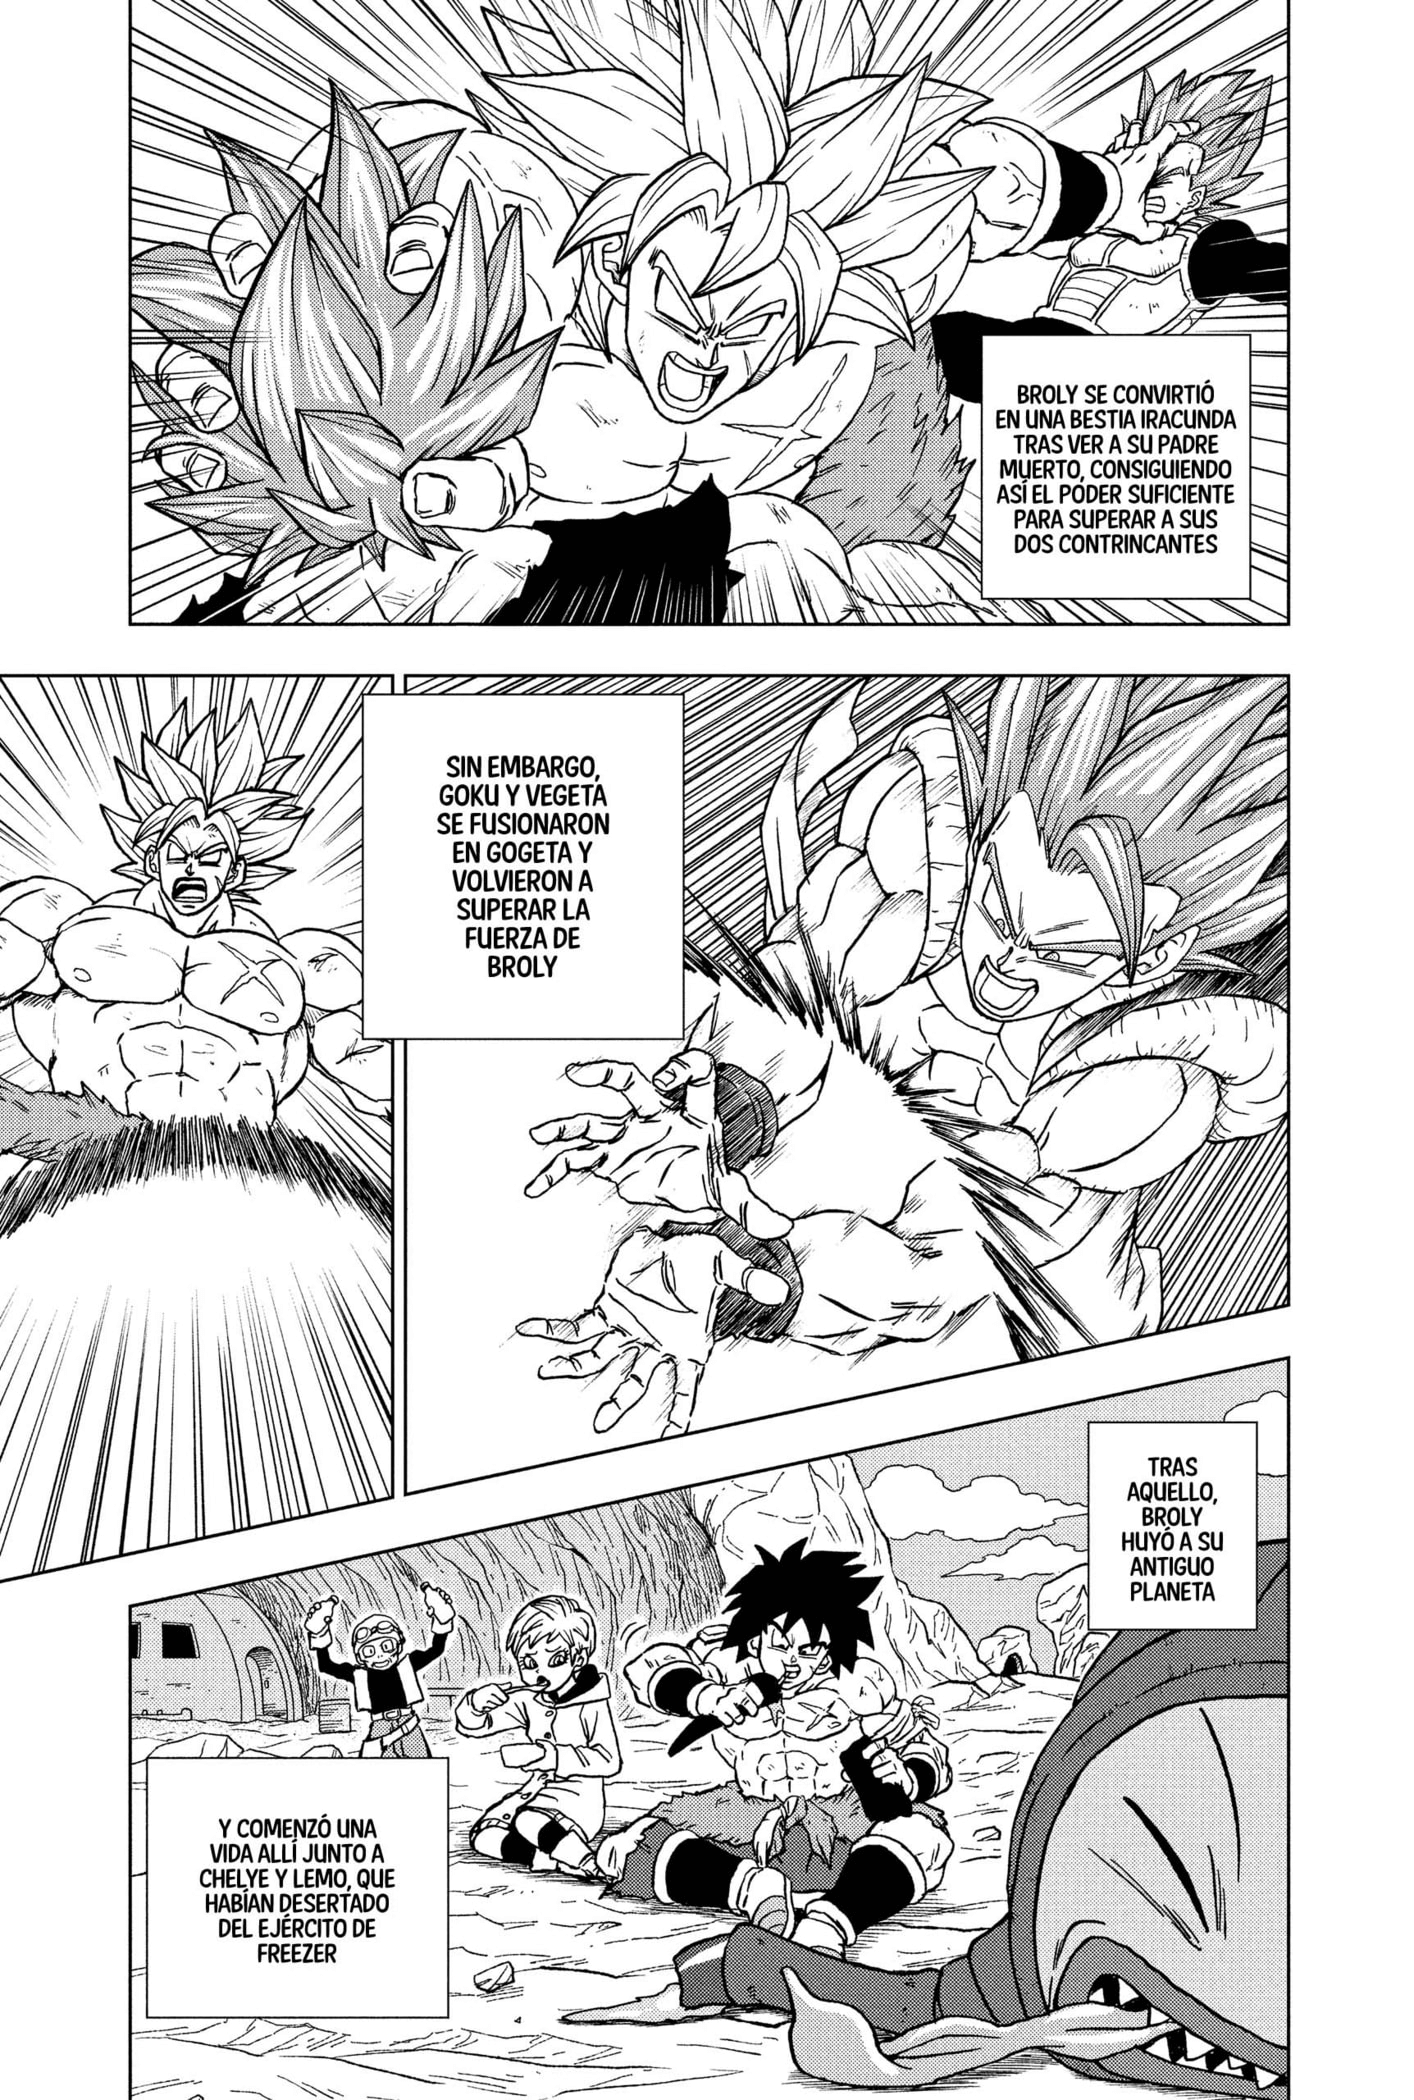 BROLY SE CONVIRTIÓ
EN UNA BESTIA IRACUNDA
TRAS VER A SU PADRE
MUERTO, CONSIGUIENDO
ASÍ EL PODER SUFICIENTE
PARA SUPERAR A SUS
DOS CONTRINCANTES
SIN EMBARGO,
GOKU Y VEGETA
SE FUSIONARON
EN GOGETA Y
VOLVIERON A
SUPERAR LA
FUERZA DE
BROLY
TRAS
AQUELLO,
BROLY
HUYÓ A SU
ANTIGUO
PLANETA
Y COMENZÓ UNA
VIDA ALLÍ JUNTO A
CHELYE Y LEMO, QUE
HABÍAN DESERTADO
DEL EJÉRCITO DE
FREEZER